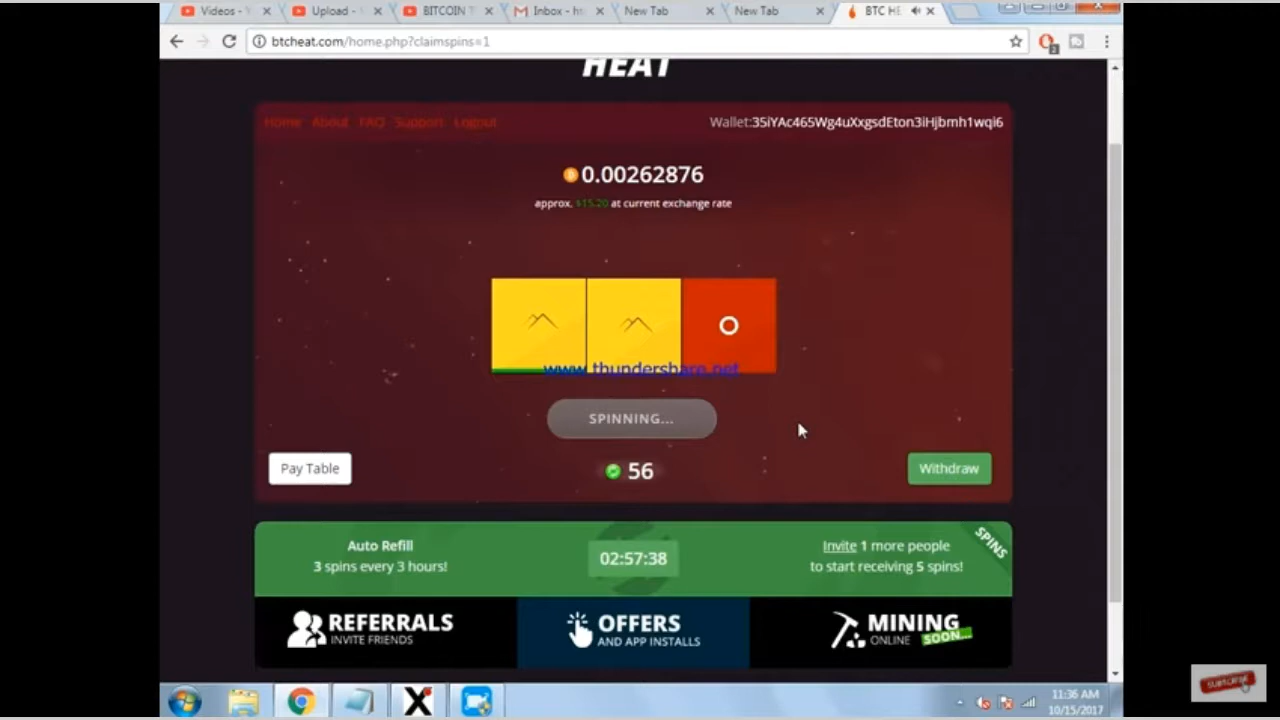 Videos -
Upload -
BITCOIN
Inbox - h
New Tab
New Tab
BTC HE
btcheat.com/home.php?claimspins=1
2
HEAT
Home About FAQ Support Logout
Wallet:35iYAc465Wg4uXxgsdEton3iHjbmh1wqi6
0.00262876
approx. $15.20 at current exchange rate
www.thundershare.net
SPINNING...
Pay Table
56
Withdraw
Auto Refill
3 spins every 3 hours!
02:57:38
Invite 1 more people
to start receiving 5 spins!
SPINS
REFERRALS
INVITE FRIENDS
OFFERS
AND APP INSTALLS
MINING
ONLINE SOON...
11:36 AM
10/15/2017